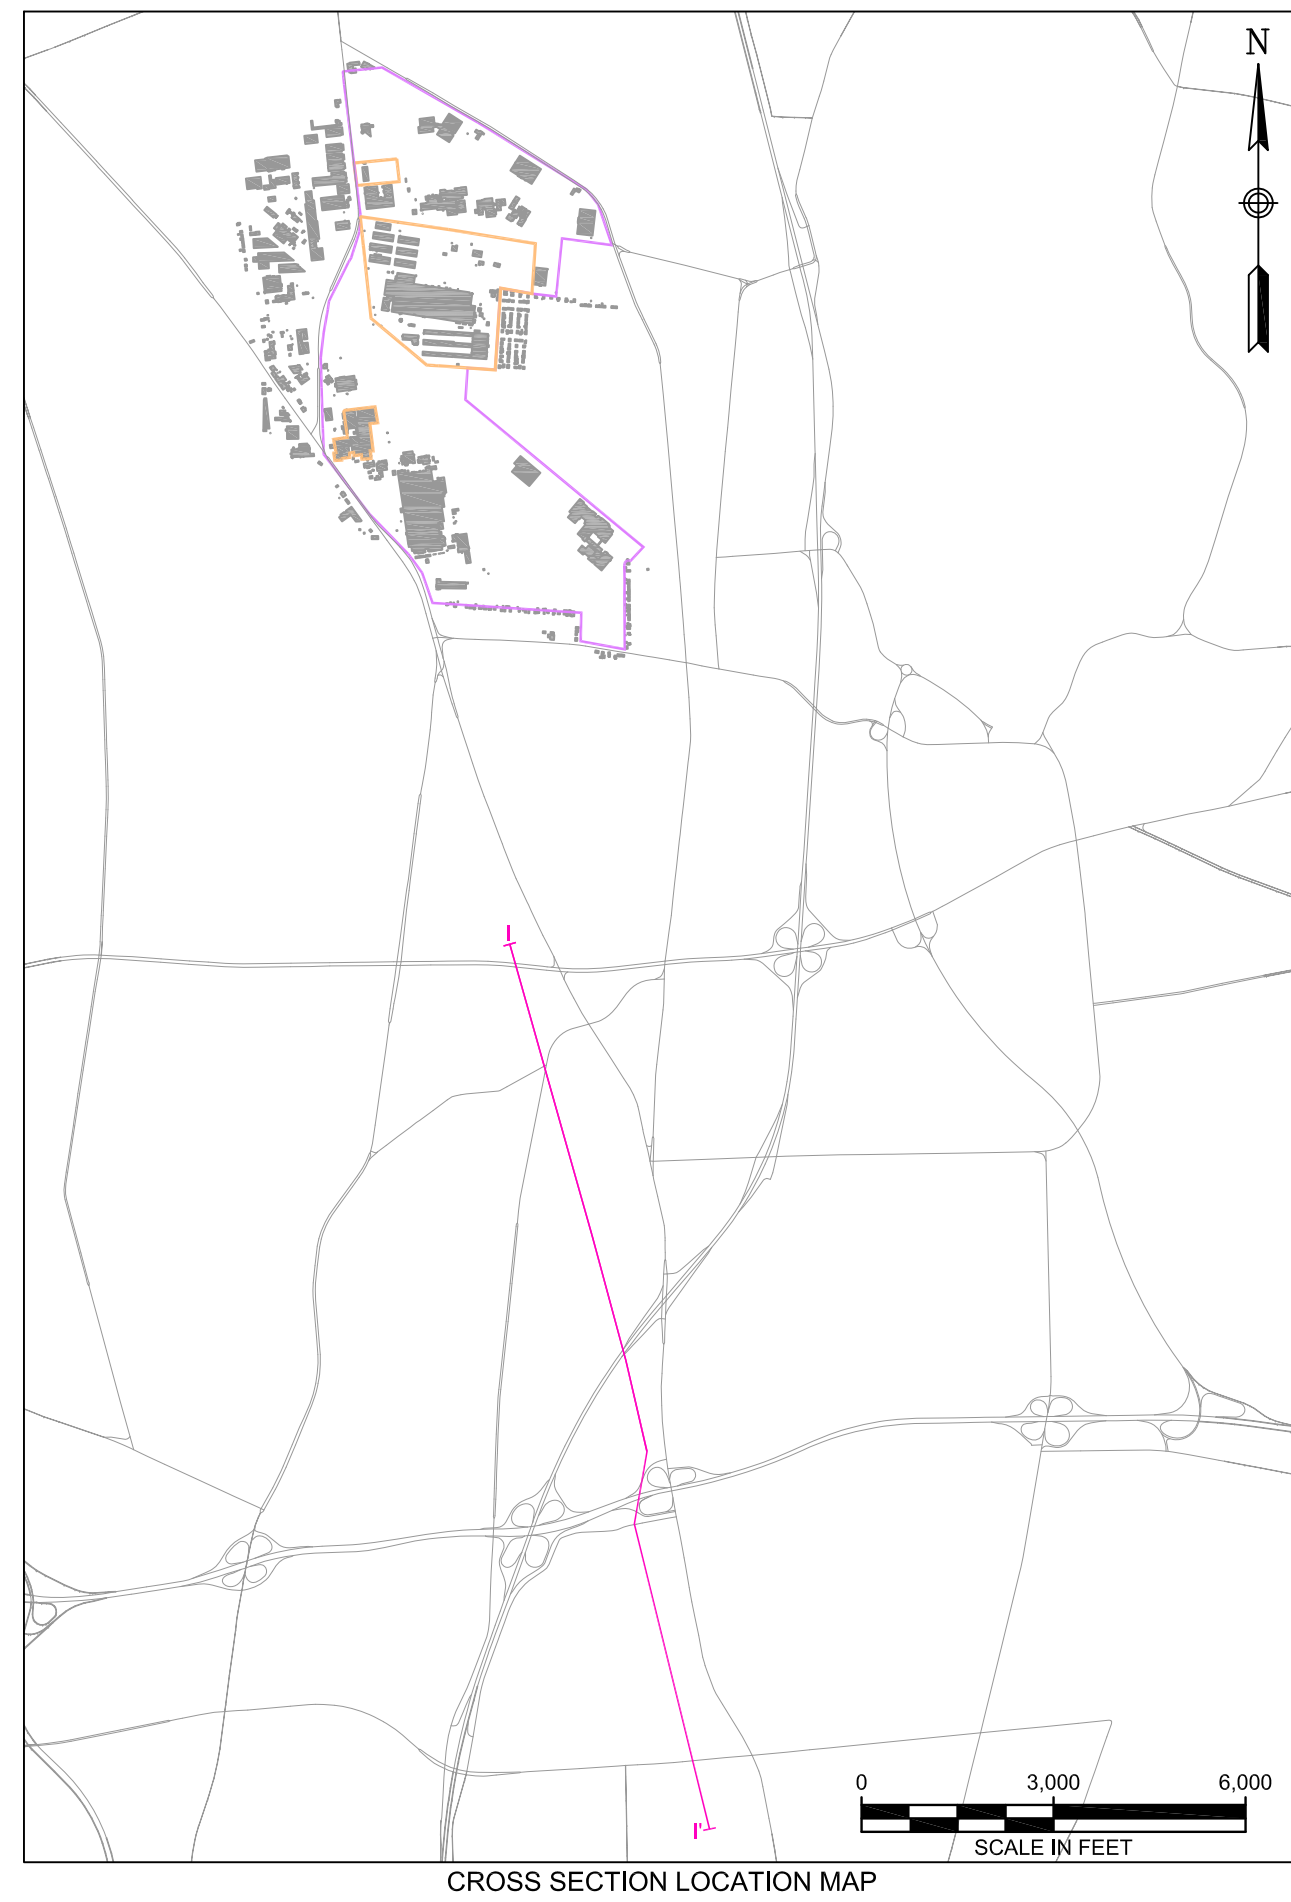 N
I
I'
0 3,000 6,000
SCALE IN FEET
CROSS SECTION LOCATION MAP